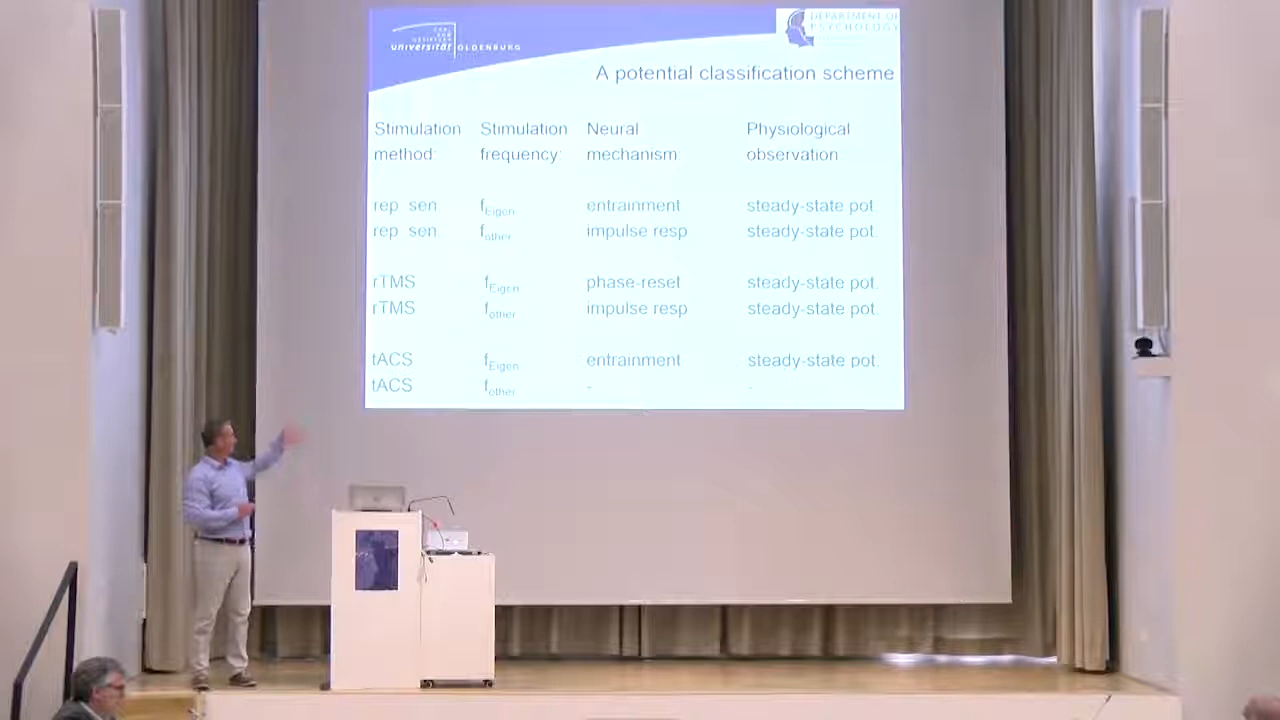 universität OLDENBURG
DEPARTMENT OF
PSYCHOLOGY
A potential classification scheme
Stimulation method: Stimulation frequency: Neural mechanism Physiological observation
rep sen fEigen entrainment steady-state pot.
rep sen fother impulse resp steady-state pot.
rTMS fEigen phase-reset steady-state pot.
rTMS fother impulse resp steady-state pot.
tACS fEigen entrainment steady-state pot.
tACS fother - -